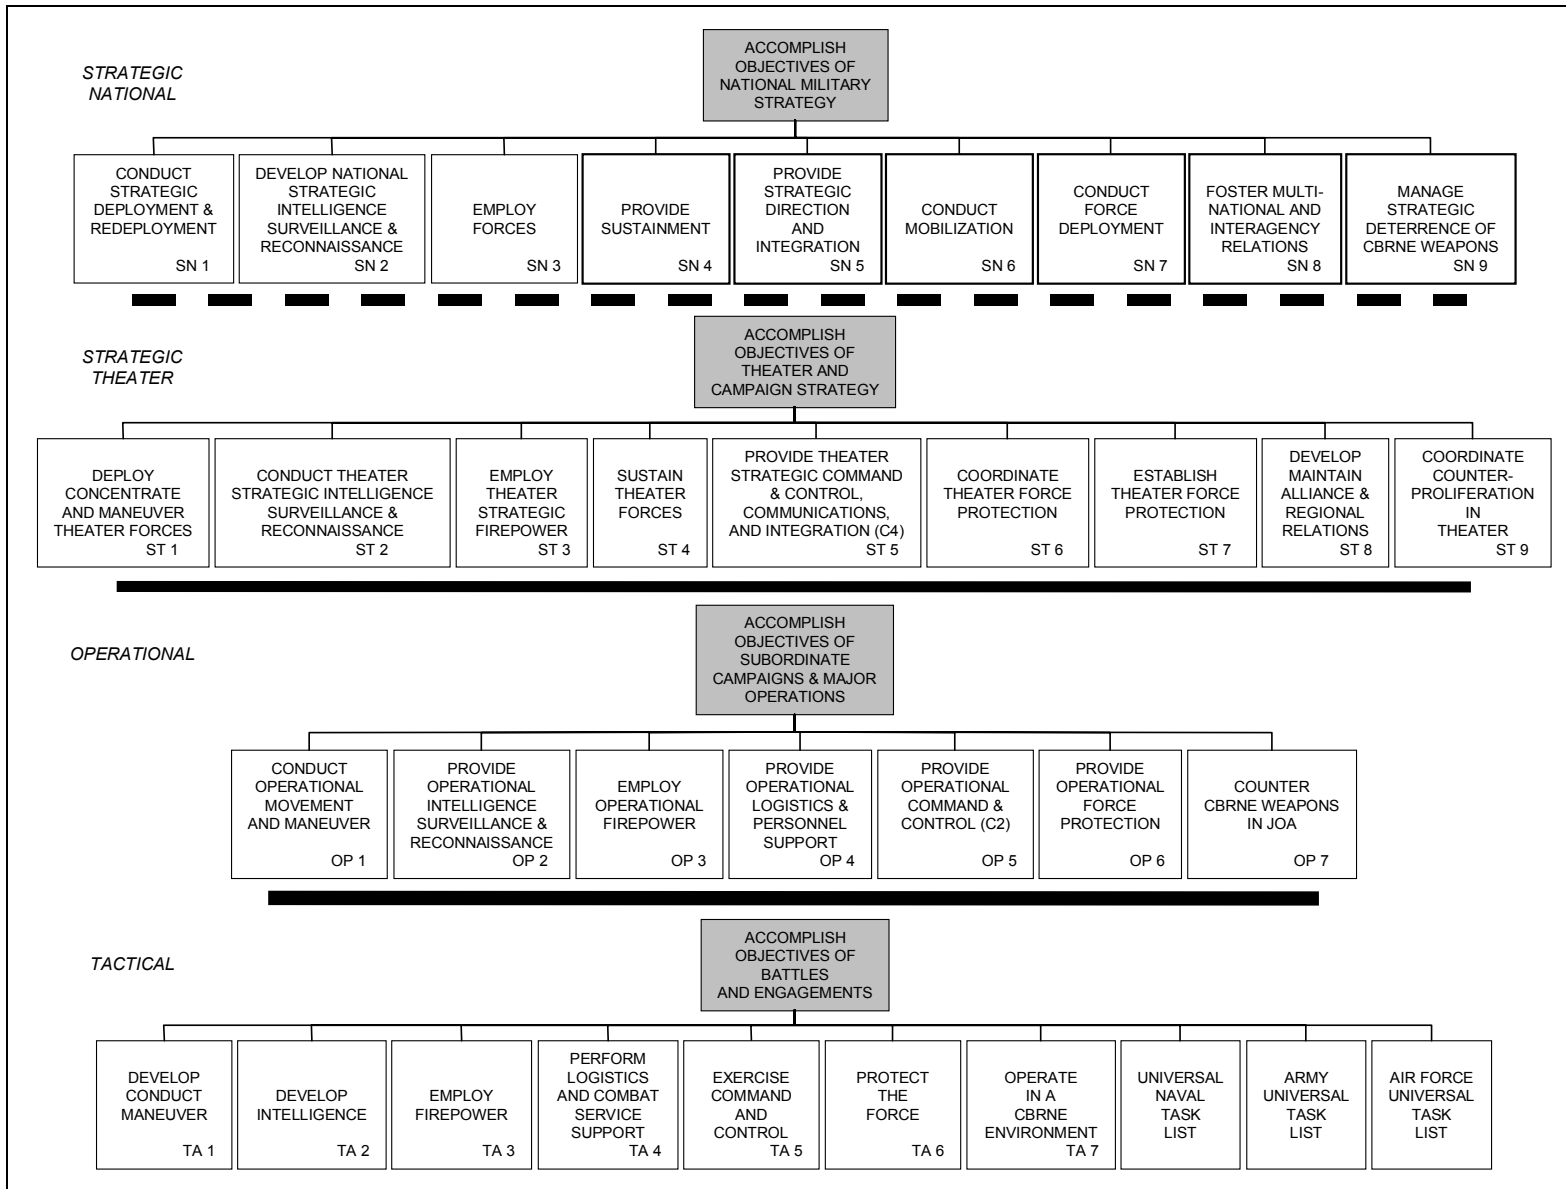 STRATEGIC
NATIONAL
ACCOMPLISH
OBJECTIVES OF
NATIONAL MILITARY
STRATEGY
CONDUCT
STRATEGIC
DEPLOYMENT &
REDEPLOYMENT
SN 1
DEVELOP NATIONAL
STRATEGIC
INTELLIGENCE
SURVEILLANCE &
RECONNAISSANCE
SN 2
EMPLOY
FORCES
SN 3
PROVIDE
SUSTAINMENT
SN 4
PROVIDE
STRATEGIC
DIRECTION
AND
INTEGRATION
SN 5
CONDUCT
MOBILIZATION
SN 6
CONDUCT
FORCE
DEPLOYMENT
SN 7
FOSTER MULTI-
NATIONAL AND
INTERAGENCY
RELATIONS
SN 8
MANAGE
STRATEGIC
DETERRENCE OF
CBRNE WEAPONS
SN 9
STRATEGIC
THEATER
ACCOMPLISH
OBJECTIVES OF
THEATER AND
CAMPAIGN STRATEGY
DEPLOY
CONCENTRATE
AND MANEUVER
THEATER FORCES
ST 1
CONDUCT THEATER
STRATEGIC INTELLIGENCE
SURVEILLANCE &
RECONNAISSANCE
ST 2
EMPLOY
THEATER
STRATEGIC
FIREPOWER
ST 3
SUSTAIN
THEATER
FORCES
ST 4
PROVIDE THEATER
STRATEGIC COMMAND
& CONTROL,
COMMUNICATIONS,
AND INTEGRATION (C4)
ST 5
COORDINATE
THEATER FORCE
PROTECTION
ST 6
ESTABLISH
THEATER FORCE
PROTECTION
ST 7
DEVELOP
MAINTAIN
ALLIANCE &
REGIONAL
RELATIONS
ST 8
COORDINATE
COUNTER-
PROLIFERATION
IN
THEATER
ST 9
OPERATIONAL
ACCOMPLISH
OBJECTIVES OF
SUBORDINATE
CAMPAIGNS & MAJOR
OPERATIONS
CONDUCT
OPERATIONAL
MOVEMENT
AND MANEUVER
OP 1
PROVIDE
OPERATIONAL
INTELLIGENCE
SURVEILLANCE &
RECONNAISSANCE
OP 2
EMPLOY
OPERATIONAL
FIREPOWER
OP 3
PROVIDE
OPERATIONAL
LOGISTICS &
PERSONNEL
SUPPORT
OP 4
PROVIDE
OPERATIONAL
COMMAND &
CONTROL (C2)
OP 5
PROVIDE
OPERATIONAL
FORCE
PROTECTION
OP 6
COUNTER
CBRNE WEAPONS
IN JOA
OP 7
TACTICAL
ACCOMPLISH
OBJECTIVES OF
BATTLES
AND ENGAGEMENTS
DEVELOP
CONDUCT
MANEUVER
TA 1
DEVELOP
INTELLIGENCE
TA 2
EMPLOY
FIREPOWER
TA 3
PERFORM
LOGISTICS
AND COMBAT
SERVICE
SUPPORT
TA 4
EXERCISE
COMMAND
AND
CONTROL
TA 5
PROTECT
THE
FORCE
TA 6
OPERATE
IN A
CBRNE
ENVIRONMENT
TA 7
UNIVERSAL
NAVAL
TASK
LIST
ARMY
UNIVERSAL
TASK
LIST
AIR FORCE
UNIVERSAL
TASK
LIST